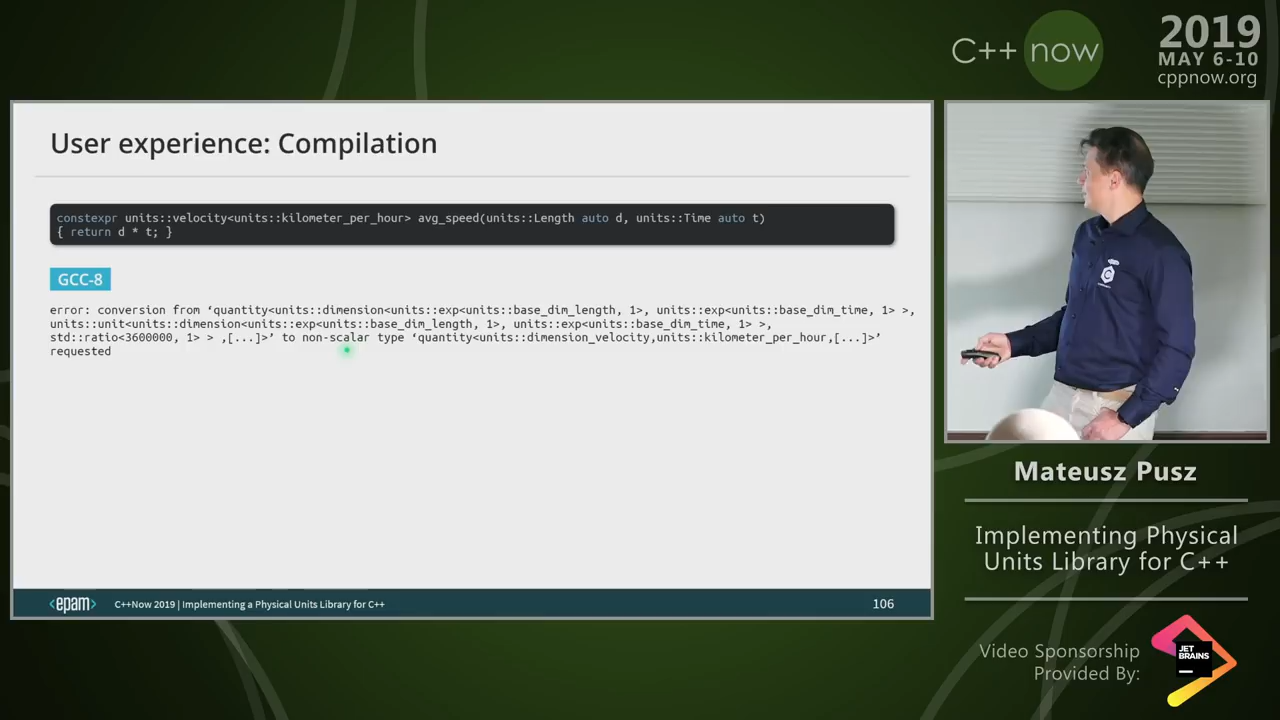 C++ now
2019
MAY 6-10
cppnow.org
User experience: Compilation
constexpr units::velocity<units::kilometer_per_hour> avg_speed(units::Length auto d, units::Time auto t)
{ return d * t; }
GCC-8
error: conversion from ‘quantity<units::dimension<units::exp<units::base_dim_length, 1>, units::exp<units::base_dim_time, 1> >,
units::unit<units::dimension<units::exp<units::base_dim_length, 1>, units::exp<units::base_dim_time, 1> >,
std::ratio<3600000, 1> > ,[...]>’ to non-scalar type ‘quantity<units::dimension_velocity,units::kilometer_per_hour,[...]>’
requested
<epam>
C++Now 2019 | Implementing a Physical Units Library for C++
106
Mateusz Pusz
Implementing Physical
Units Library for C++
Video Sponsorship
Provided By:
JET
BRAINS